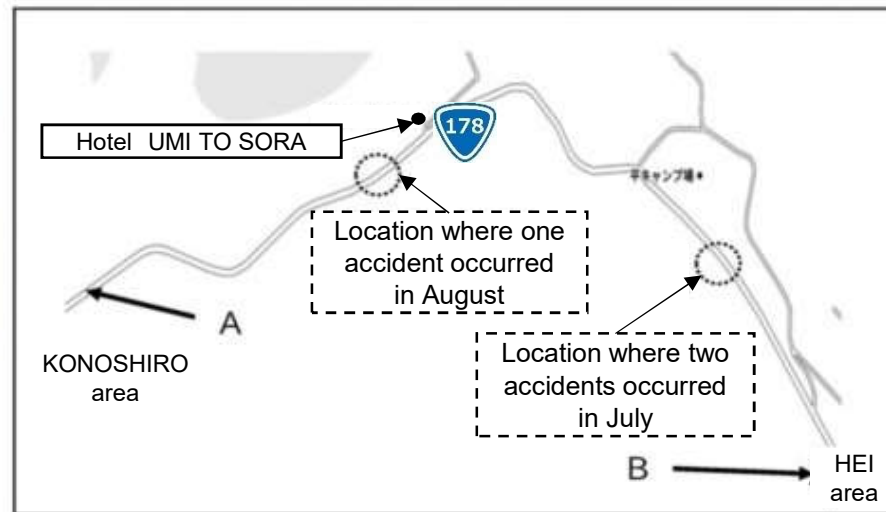 178
Hotel UMI TO SORA
平キャンプ場
Location where one
accident occurred
in August
A
KONOSHIRO
area
Location where two
accidents occurred
in July
B
HEI
area